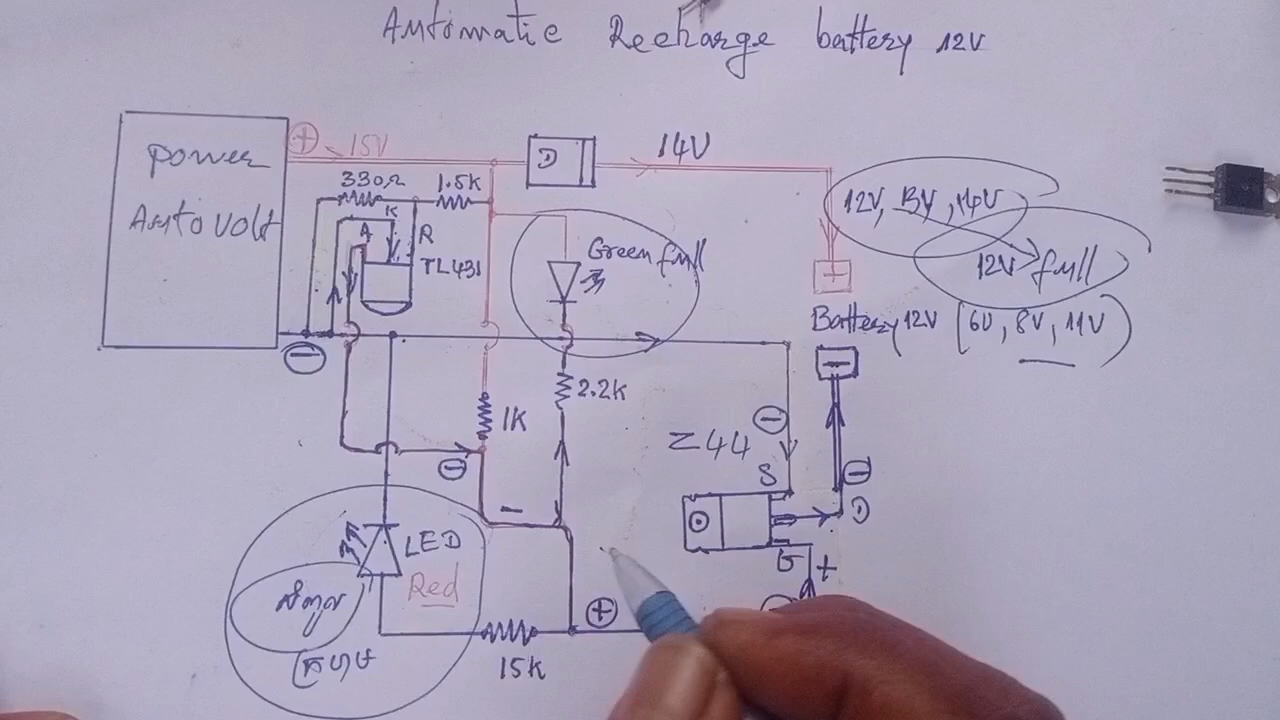 Automatic Recharge battery 12V
power
Auto volt
+ 15V
330Ω 1.5K
K
A
R
TL431
D
14V
12V, 13V, 14V
12V full
Green full
+
Battery 12V (6V, 8V, 11V)
−
−
2.2K
1K
−
−
Z44
S
−
D
G
+
−
LED
Red
+
15K